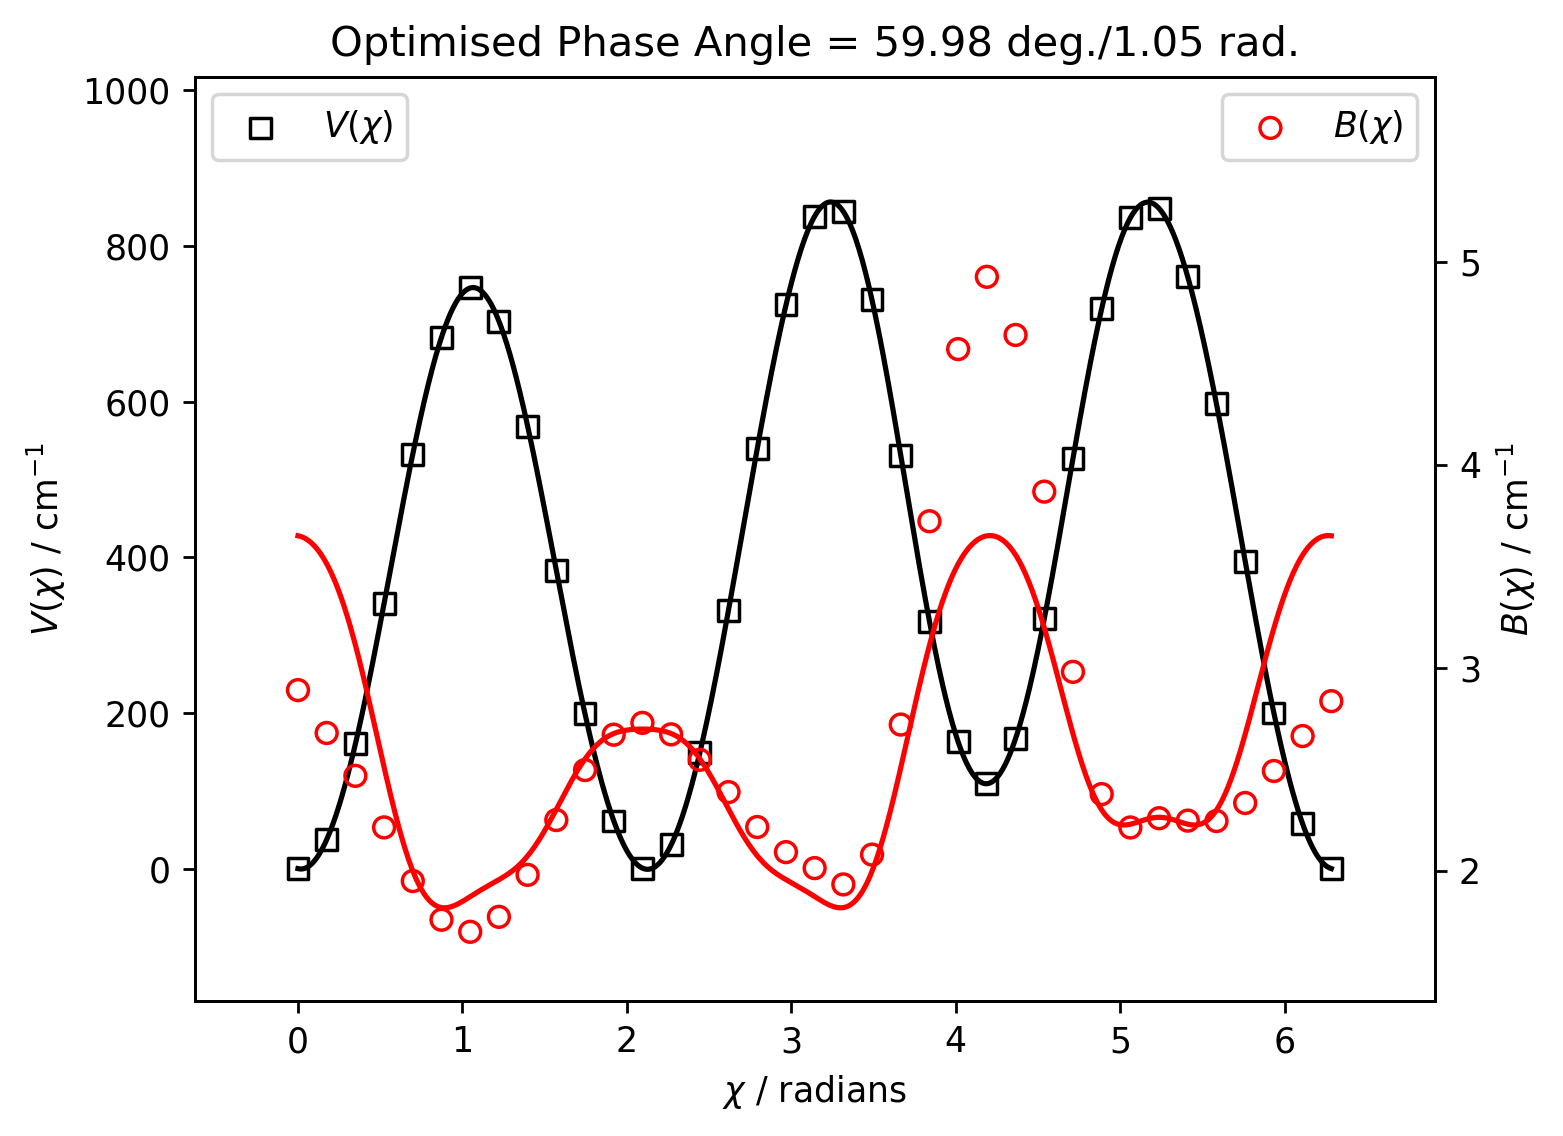 Optimised Phase Angle = 59.98 deg./1.05 rad.
V(χ)
B(χ)
1000
800
600
400
200
0
V(χ) / cm⁻¹
5
4
3
2
B(χ) / cm⁻¹
0 1 2 3 4 5 6
χ / radians